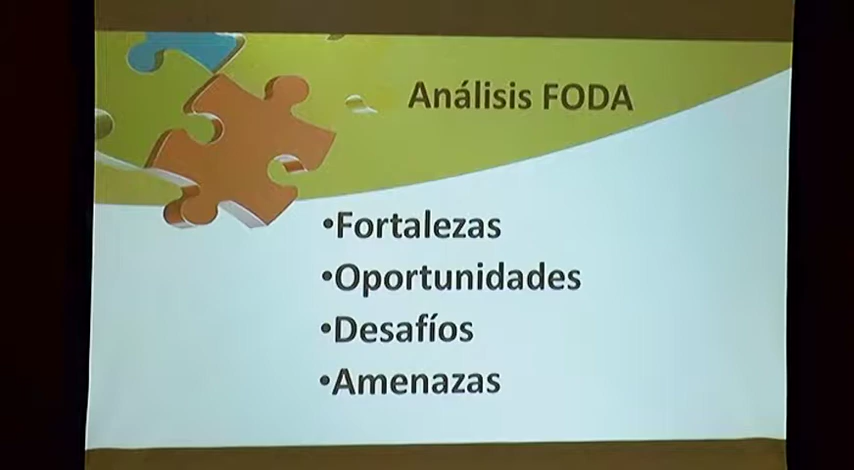 Análisis FODA
•Fortalezas
•Oportunidades
•Desafíos
•Amenazas